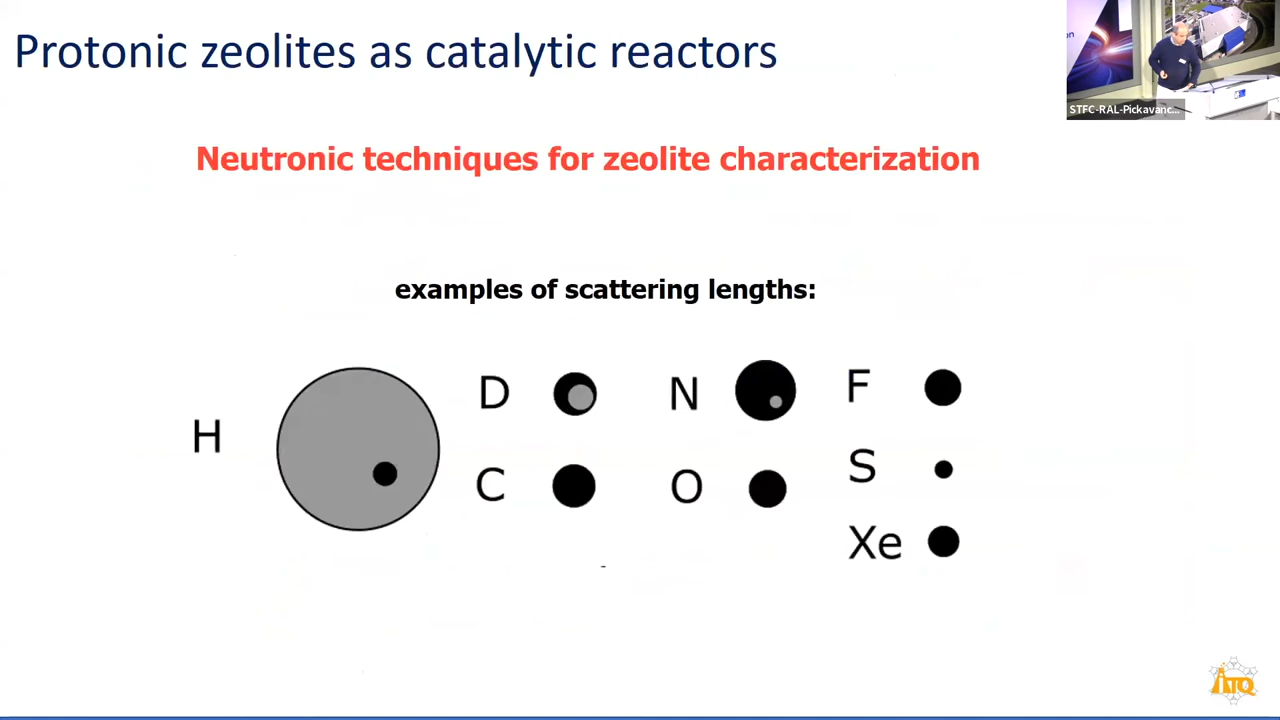 Protonic zeolites as catalytic reactors
on
STFC-RAL-Pickavanc...
Neutronic techniques for zeolite characterization
examples of scattering lengths:
H
D
N
F
C
O
S
Xe
iTQ